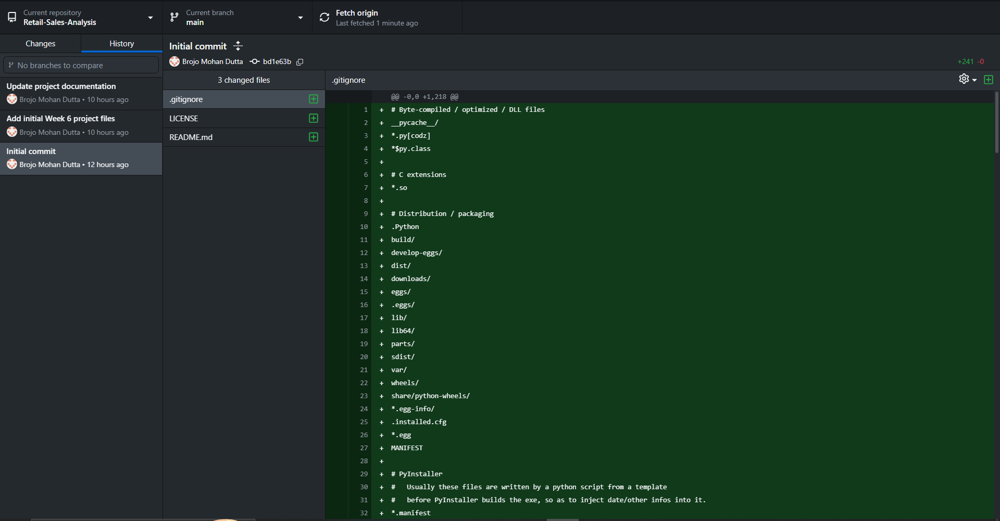 Current repository
Retail-Sales-Analysis
Current branch
main
Fetch origin
Last fetched 1 minute ago
Changes
History
No branches to compare
Update project documentation
Brojo Mohan Dutta • 10 hours ago
Add initial Week 6 project files
Brojo Mohan Dutta • 10 hours ago
Initial commit
Brojo Mohan Dutta • 12 hours ago
Initial commit
Brojo Mohan Dutta bd1e63b
+241 -0
3 changed files
.gitignore
LICENSE
README.md
.gitignore
@@ -0,0 +1,218 @@
1 + # Byte-compiled / optimized / DLL files
2 + __pycache__/
3 + *.py[codz]
4 + *$py.class
5 +
6 + # C extensions
7 + *.so
8 +
9 + # Distribution / packaging
10 + .Python
11 + build/
12 + develop-eggs/
13 + dist/
14 + downloads/
15 + eggs/
16 + .eggs/
17 + lib/
18 + lib64/
19 + parts/
20 + sdist/
21 + var/
22 + wheels/
23 + share/python-wheels/
24 + *.egg-info/
25 + .installed.cfg
26 + *.egg
27 + MANIFEST
28 +
29 + # PyInstaller
30 + #   Usually these files are written by a python script from a template
31 + #   before PyInstaller builds the exe, so as to inject date/other infos into it.
32 + *.manifest